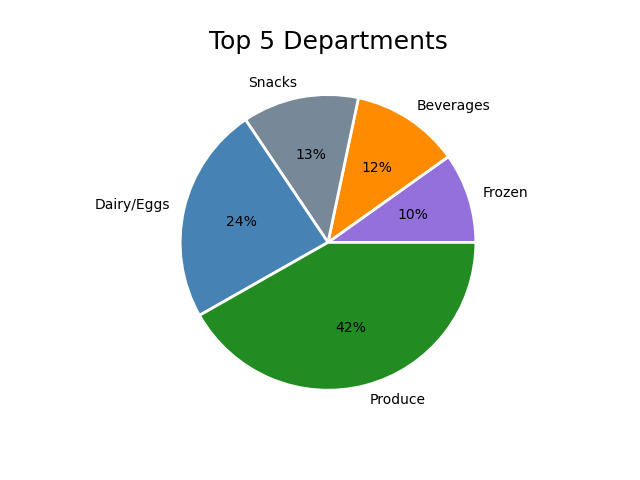 Top 5 Departments
Snacks
Beverages
13%
12%
Frozen
Dairy/Eggs
10%
24%
42%
Produce